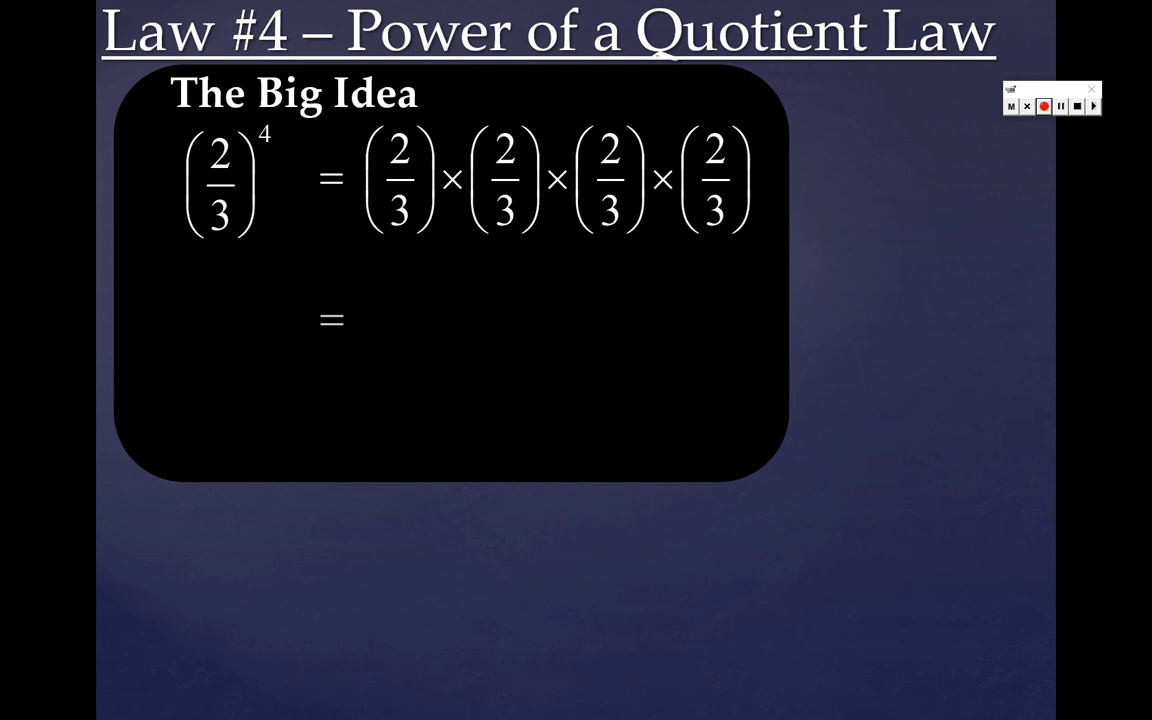 Law #4 – Power of a Quotient Law
The Big Idea
(2/3)^4 = (2/3)×(2/3)×(2/3)×(2/3)
=
M